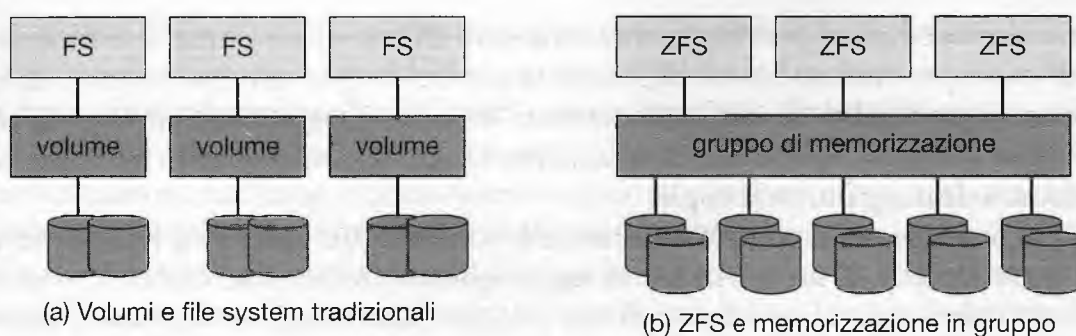 FS FS FS
volume volume volume
(a) Volumi e file system tradizionali
ZFS ZFS ZFS
gruppo di memorizzazione
(b) ZFS e memorizzazione in gruppo